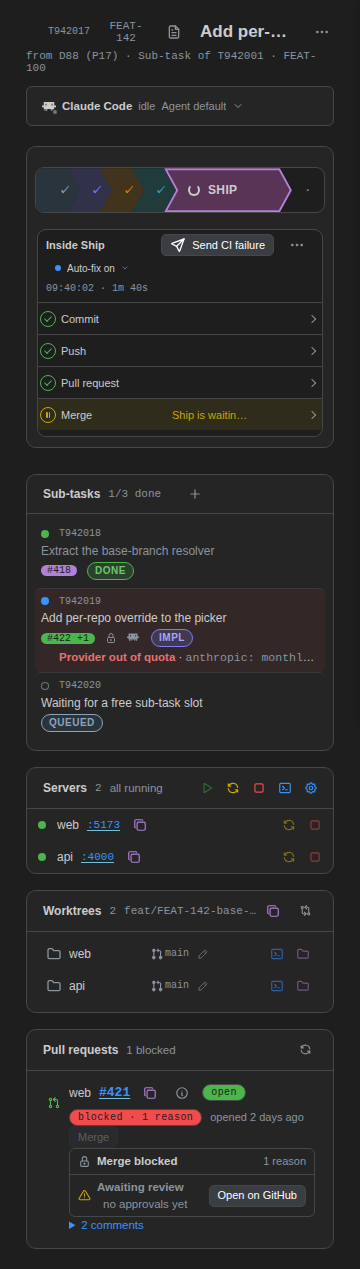 T942017 FEAT-142 Add per-…
from D88 (P17) · Sub-task of T942001 · FEAT-100
Claude Code idle Agent default
SHIP
Inside Ship Send CI failure
Auto-fix on
09:40:02 · 1m 40s
Commit
Push
Pull request
Merge Ship is waitin…
Sub-tasks 1/3 done
T942018
Extract the base-branch resolver
#418 DONE
T942019
Add per-repo override to the picker
#422 +1 IMPL
Provider out of quota · anthropic: monthl…
T942020
Waiting for a free sub-task slot
QUEUED
Servers 2 all running
web :5173
api :4000
Worktrees 2 feat/FEAT-142-base-…
web main
api main
Pull requests 1 blocked
web #421 open
blocked · 1 reason opened 2 days ago
Merge
Merge blocked 1 reason
Awaiting review
no approvals yet
Open on GitHub
2 comments